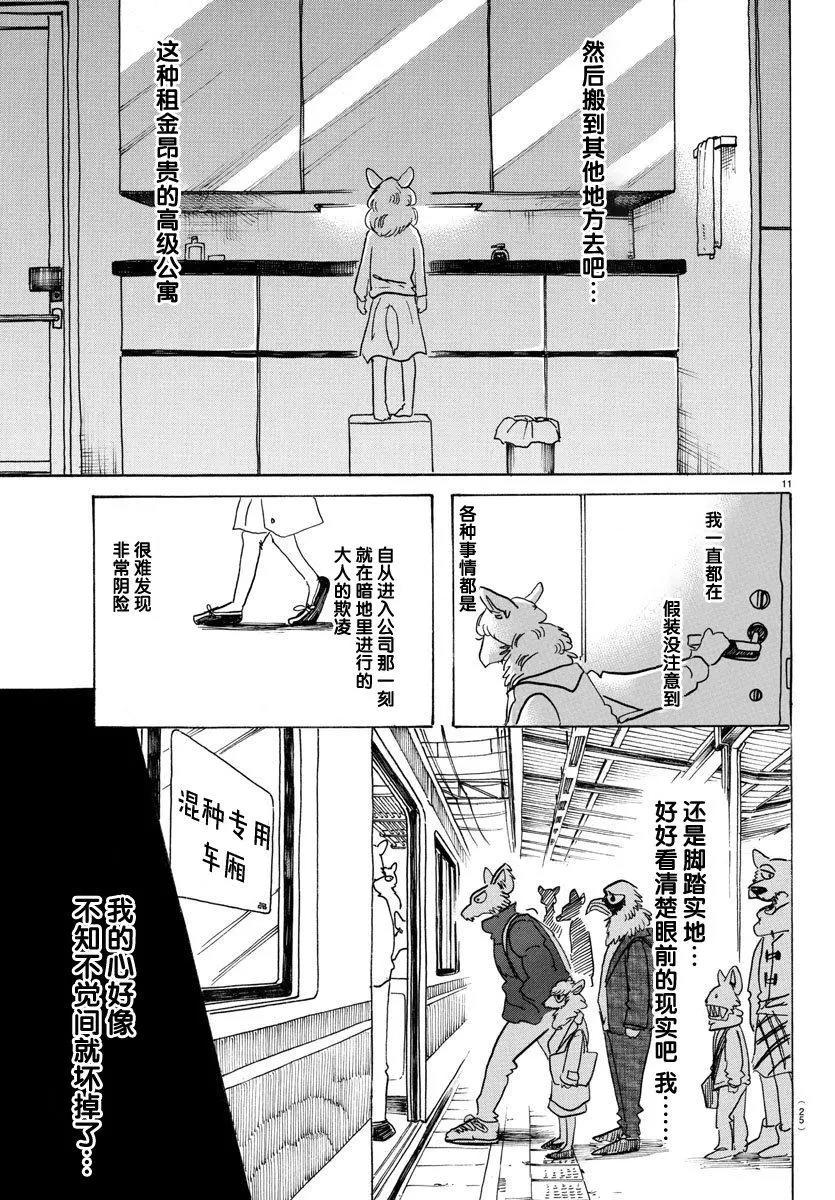 然后搬到其他地方去吧…
这种租金昂贵的高级公寓
11
我一直都在
假装没注意到
各种事情都是
自从进入公司那一刻
就在暗地里进行的
大人的欺凌
很难发现
非常阴险
还是脚踏实地…
好好看清楚眼前的现实吧 我……
混种专用
车厢
我的心好像
不知不觉间就坏掉了…
(25)